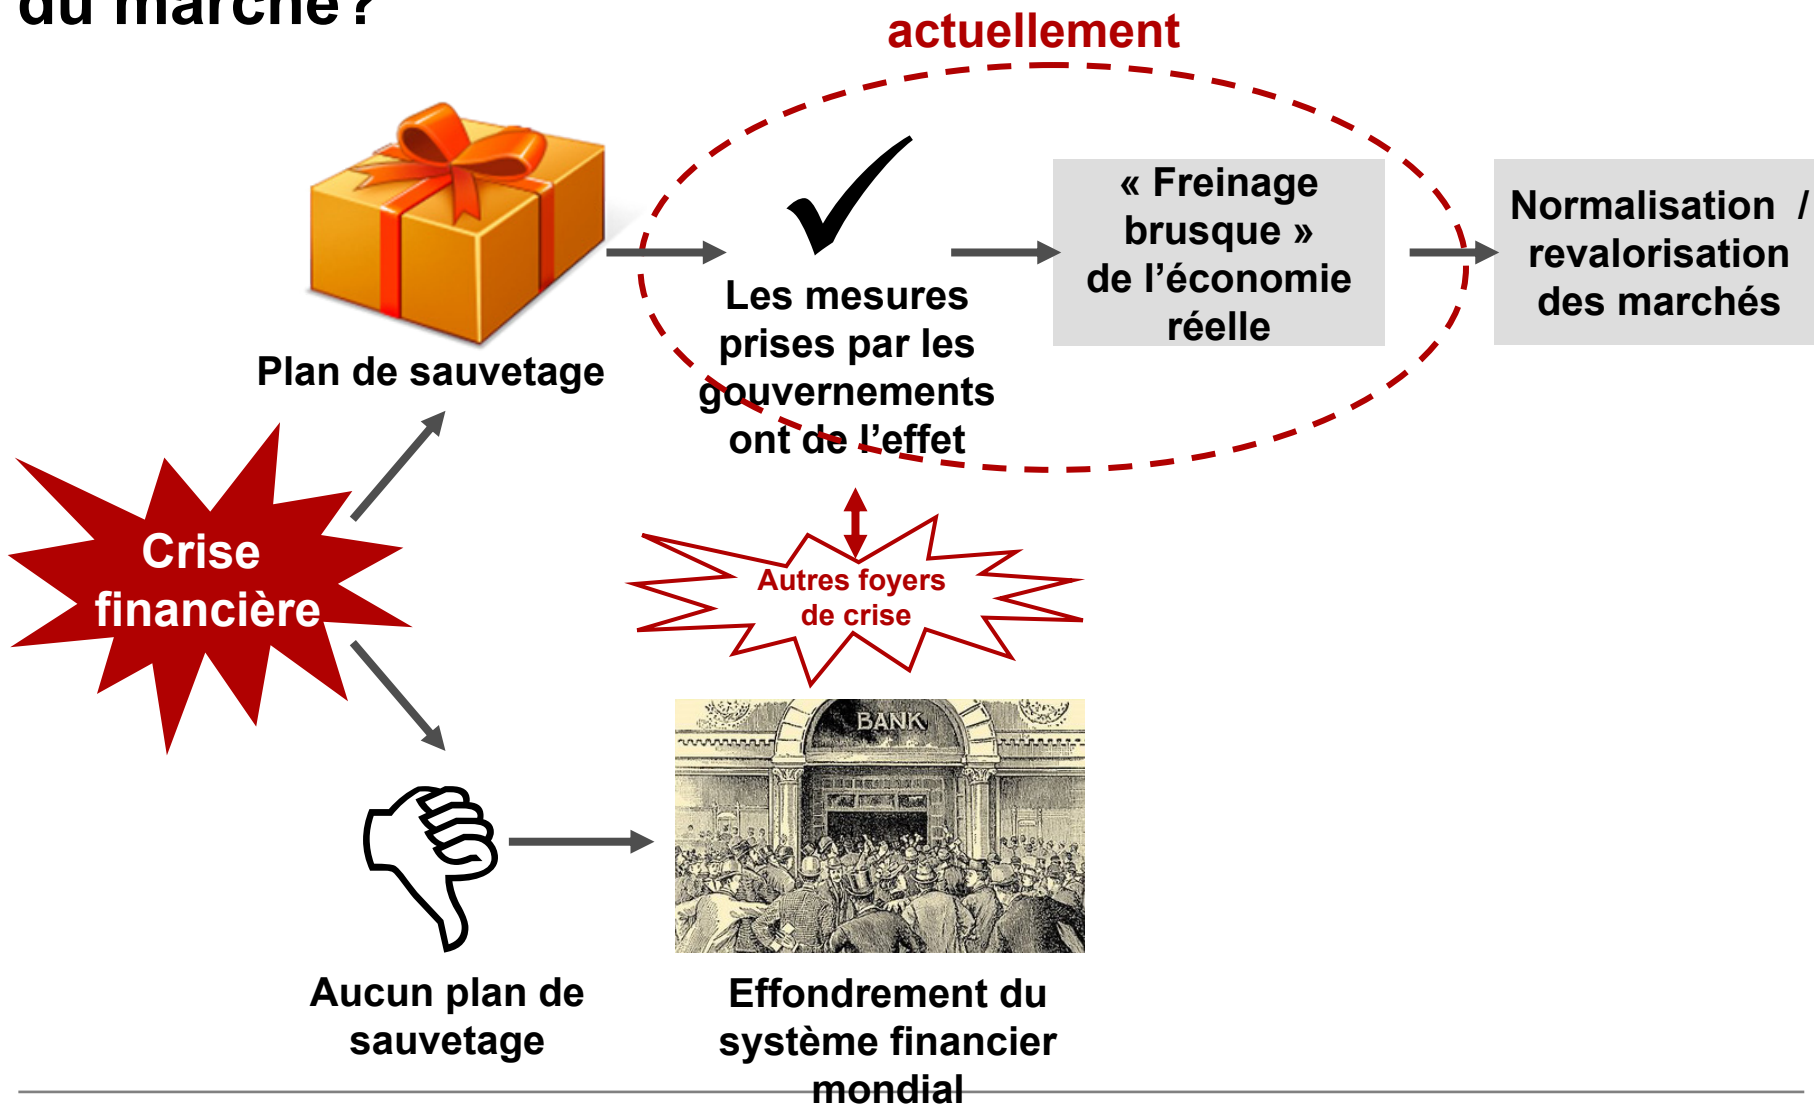 du marché?
actuellement
« Freinage
brusque »
de l’économie
réelle
Normalisation /
revalorisation
des marchés
Les mesures
prises par les
gouvernements
ont de l’effet
Plan de sauvetage
Crise
financière
Autres foyers
de crise
BANK
Aucun plan de
sauvetage
Effondrement du
système financier
mondial